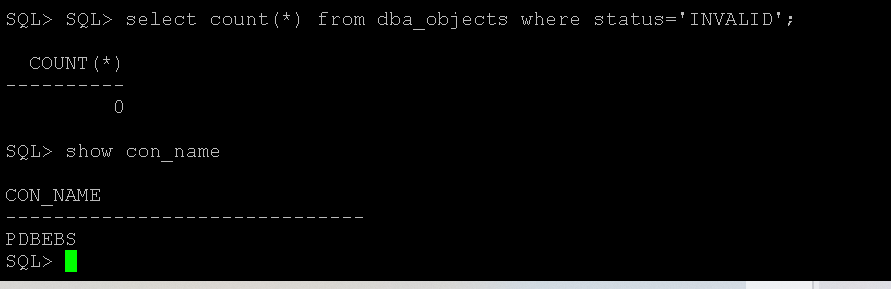 SQL> SQL> select count(*) from dba_objects where status='INVALID';
  COUNT(*)
----------
         0
SQL> show con_name
CON_NAME
------------------------------
PDBEBS
SQL>